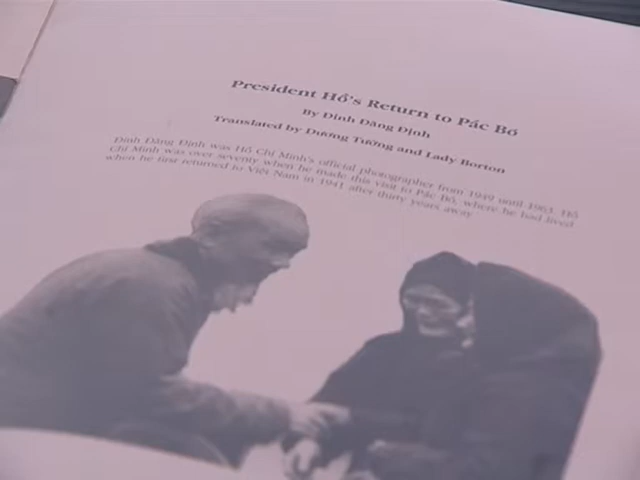 President Hồ's Return to Pác Bó
By Đinh Đăng Định
Translated by Dương Tường and Lady Borton
Đinh Đăng Định was Hồ Chí Minh's official photographer from 1949 until 1963. Hồ
Chí Minh was over seventy when he made this visit to Pác Bó, where he had lived
when he first returned to Việt Nam in 1941 after thirty years away.